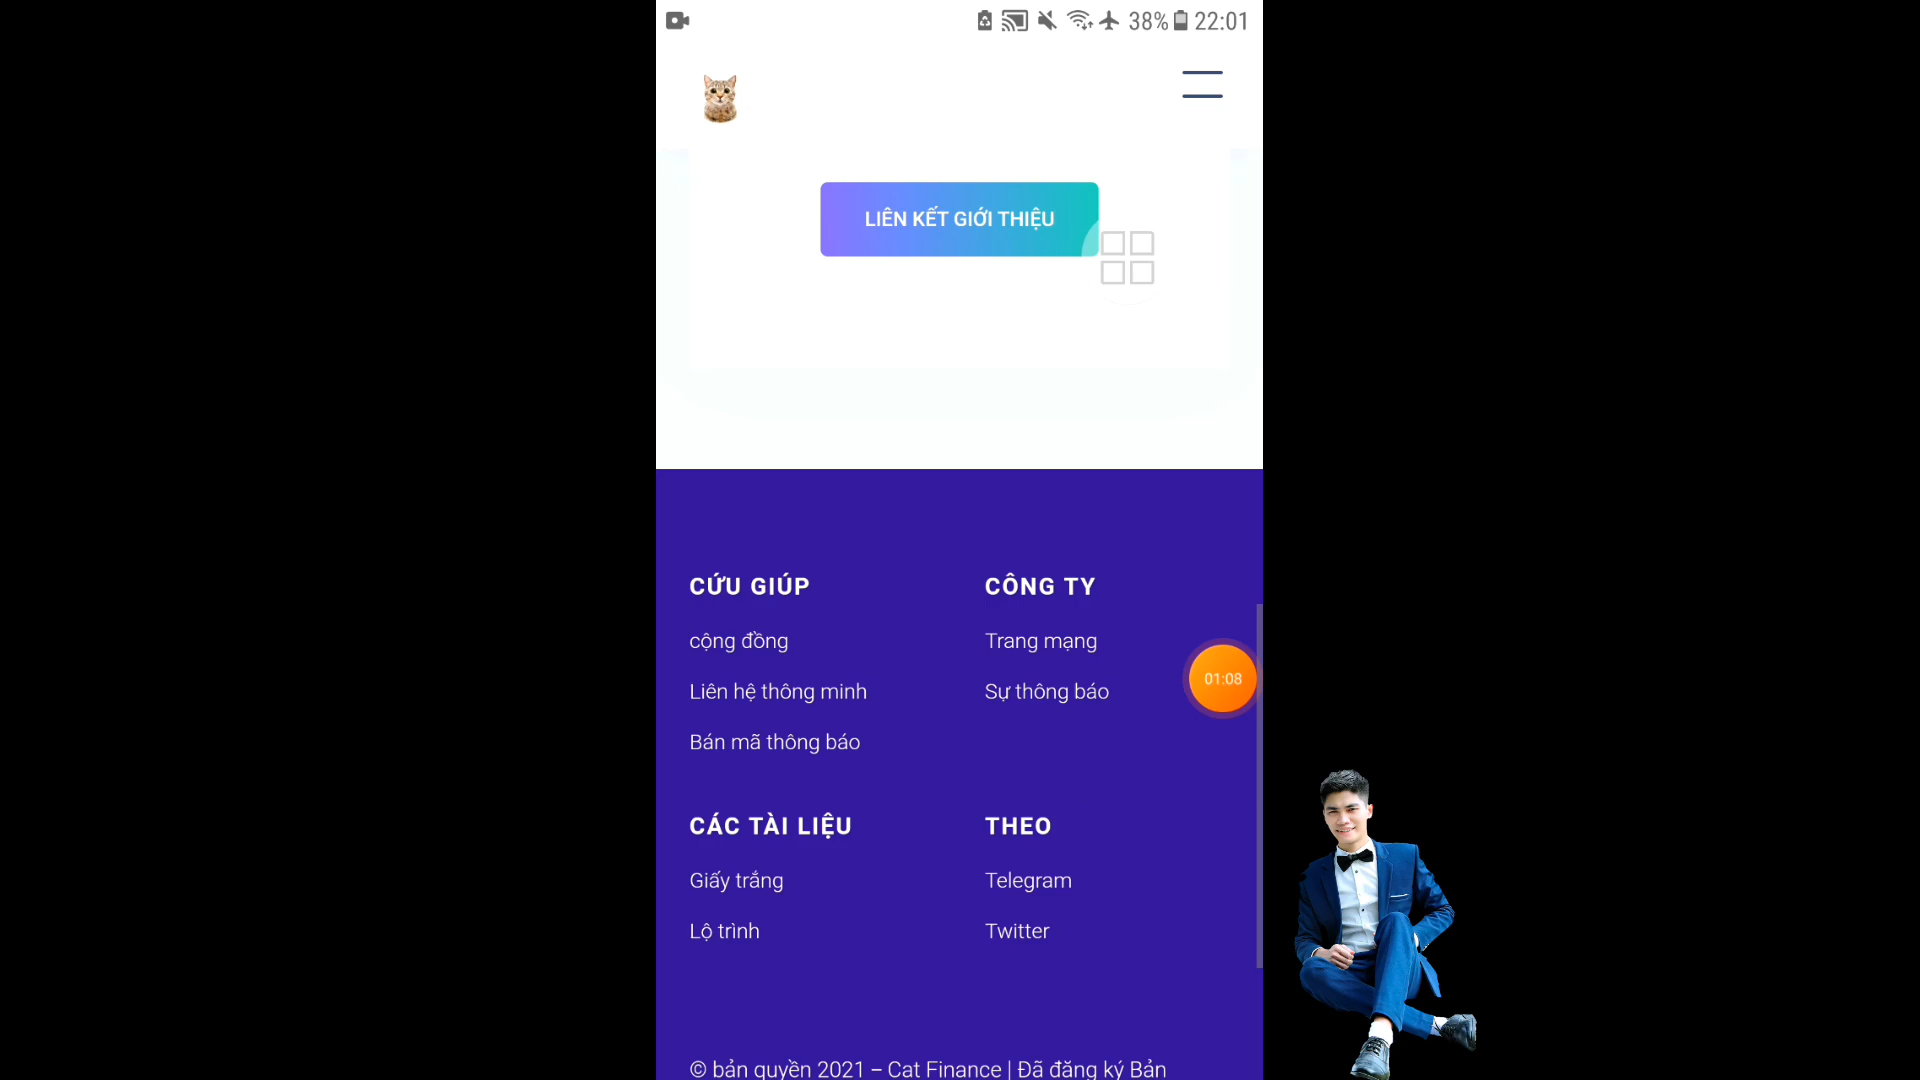 38% 22:01
LIÊN KẾT GIỚI THIỆU
CỨU GIÚP
cộng đồng
Liên hệ thông minh
Bán mã thông báo
CÔNG TY
Trang mạng
Sự thông báo
01:08
CÁC TÀI LIỆU
Giấy trắng
Lộ trình
THEO
Telegram
Twitter
© bản quyền 2021 – Cat Finance | Đã đăng ký Bản